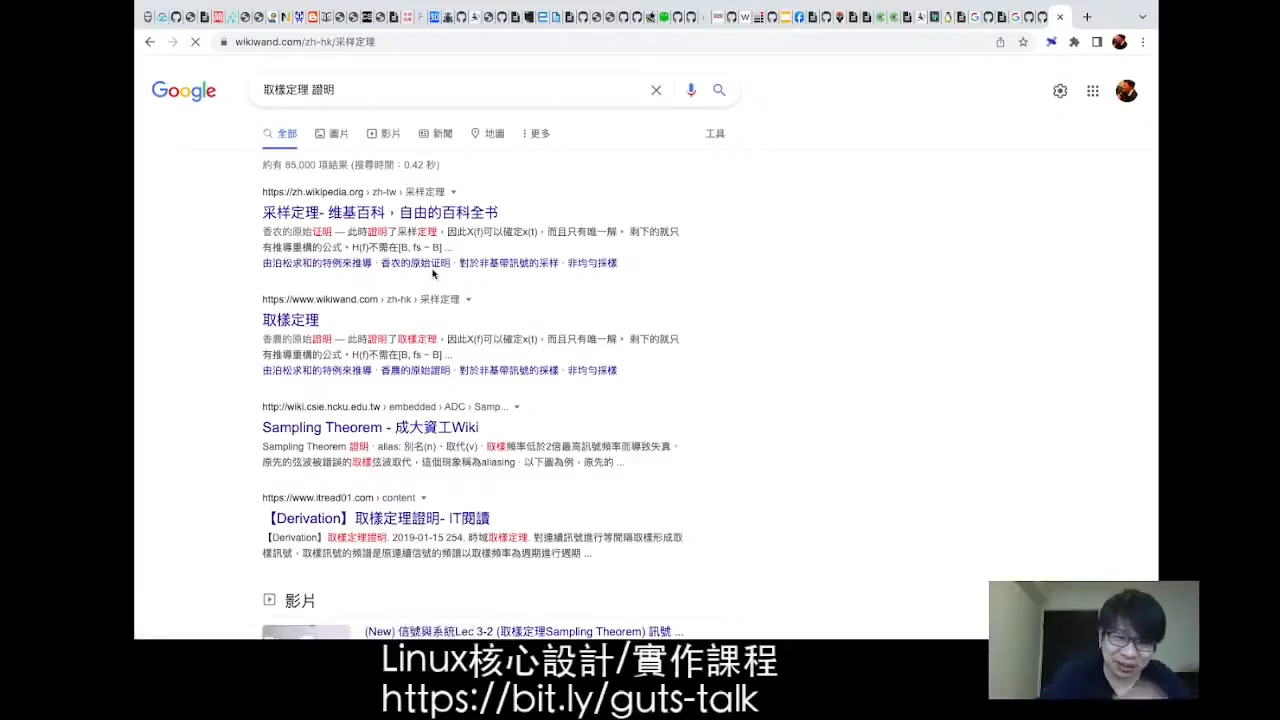 wikiwand.com/zh-hk/采样定理
Google
取樣定理 證明
全部
圖片
影片
新聞
地圖
更多
工具
約有 85,000 項結果 (搜尋時間：0.42 秒)
https://zh.wikipedia.org › zh-tw › 采样定理
采样定理- 维基百科，自由的百科全书
香农的原始证明 — 此時證明了采样定理，因此X(f)可以確定x(t)，而且只有唯一解。 剩下的就只
有推導重構的公式。H(f)不需在[B, fs − B] ...
由泊松求和的特例來推導 · 香农的原始证明 · 對於非基帶訊號的采样 · 非均匀採樣
https://www.wikiwand.com › zh-hk › 采样定理
取樣定理
香農的原始證明 — 此時證明了取樣定理，因此X(f)可以確定x(t)，而且只有唯一解。 剩下的就只
有推導重構的公式。H(f)不需在[B, fs − B] ...
由泊松求和的特例來推導 · 香農的原始證明 · 對於非基帶訊號的採樣 · 非均勻採樣
http://wiki.csie.ncku.edu.tw › embedded › ADC › Samp...
Sampling Theorem - 成大資工Wiki
Sampling Theorem 證明 · alias: 別名(n)、取代(v) · 取樣頻率低於2倍最高訊號頻率而導致失真。
原先的弦波被錯誤的取樣弦波取代，這個現象稱為aliasing · 以下圖為例，原先的 ...
https://www.itread01.com › content
【Derivation】取樣定理證明- IT閱讀
【Derivation】取樣定理證明. 2019-01-15 254. 時域取樣定理. 對連續訊號進行等間隔取樣形成取
樣訊號，取樣訊號的頻譜是原連續信號的頻譜以取樣頻率為週期進行週期 ...
影片
(New) 信號與系統Lec 3-2 (取樣定理Sampling Theorem) 訊號 ...
Linux核心設計/實作課程
https://bit.ly/guts-talk